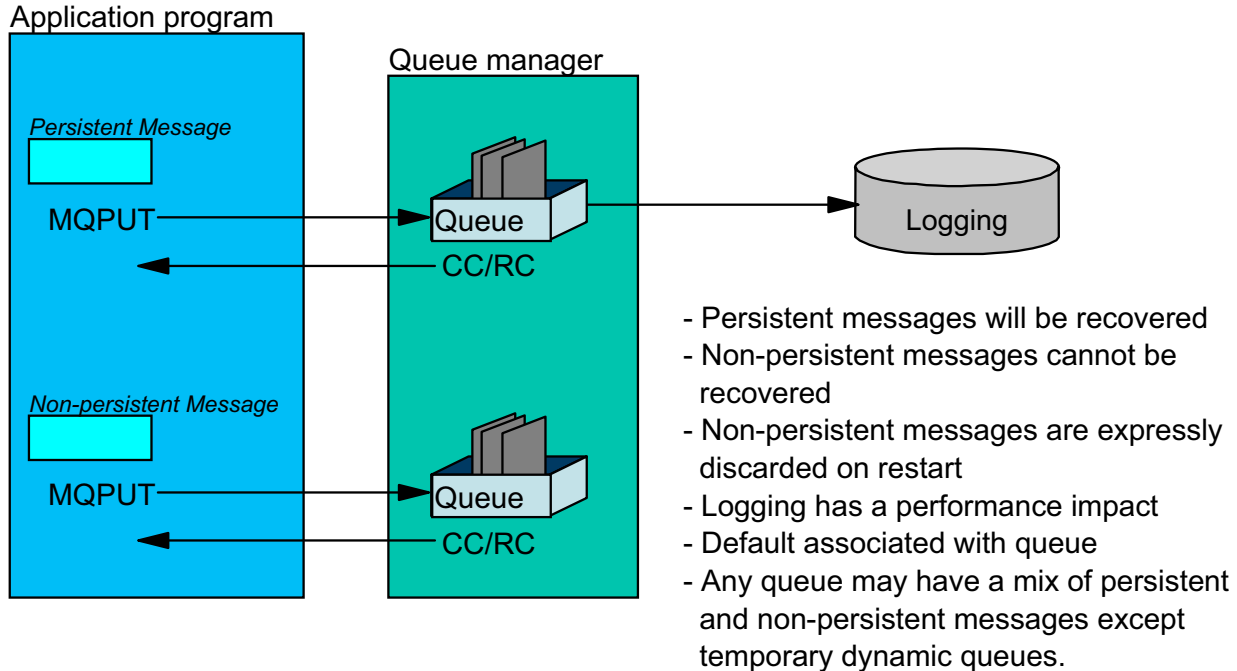 Application program
Queue manager
Persistent Message
MQPUT
Queue
CC/RC
Logging
Non-persistent Message
MQPUT
Queue
CC/RC
- Persistent messages will be recovered
- Non-persistent messages cannot be
recovered
- Non-persistent messages are expressly
discarded on restart
- Logging has a performance impact
- Default associated with queue
- Any queue may have a mix of persistent
and non-persistent messages except
temporary dynamic queues.